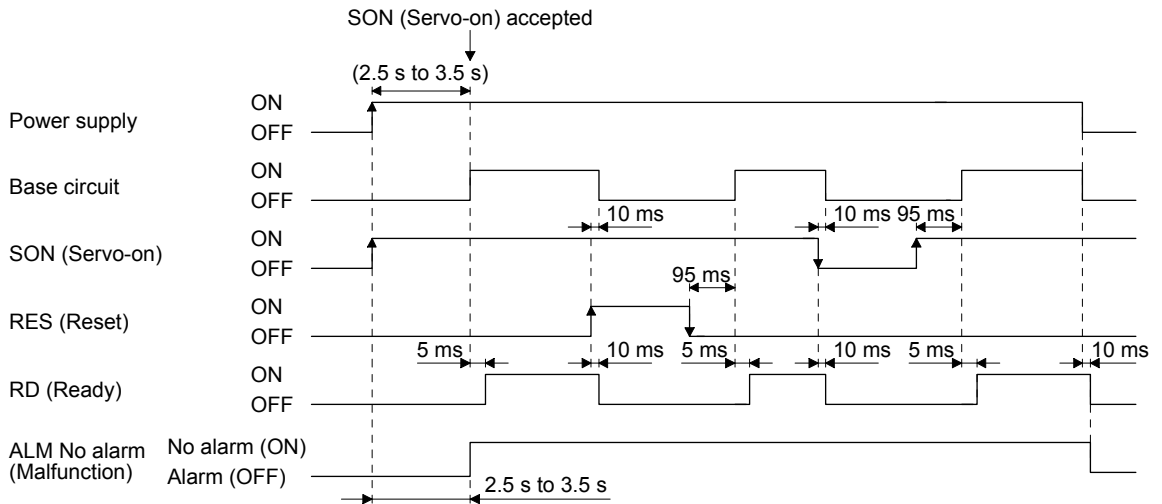 SON (Servo-on) accepted
(2.5 s to 3.5 s)
Power supply
ON
OFF
Base circuit
ON
OFF
10 ms
10 ms
95 ms
SON (Servo-on)
ON
OFF
95 ms
RES (Reset)
ON
OFF
5 ms
10 ms
5 ms
10 ms
5 ms
10 ms
RD (Ready)
ON
OFF
ALM No alarm
(Malfunction)
No alarm (ON)
Alarm (OFF)
2.5 s to 3.5 s